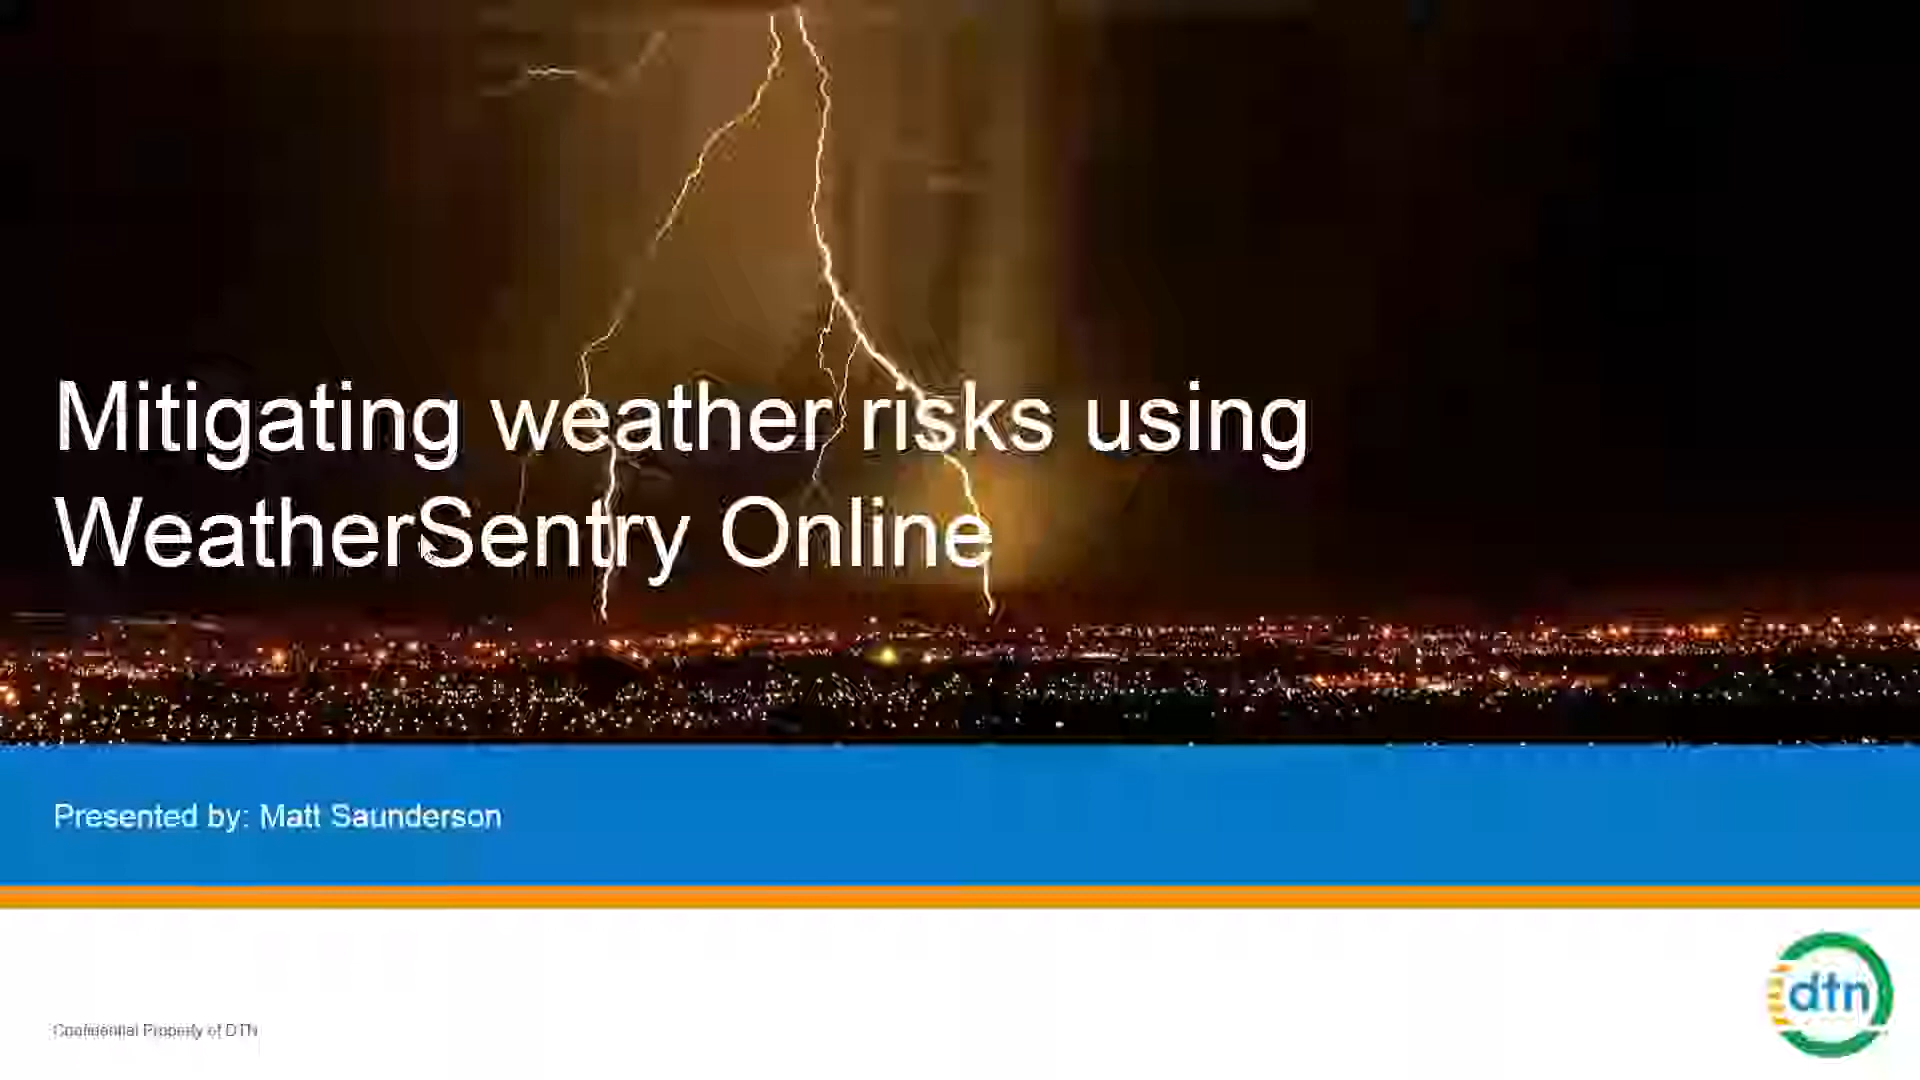 Mitigating weather risks using
WeatherSentry Online
Presented by: Matt Saunderson
Confidential Property of DTN
dtn